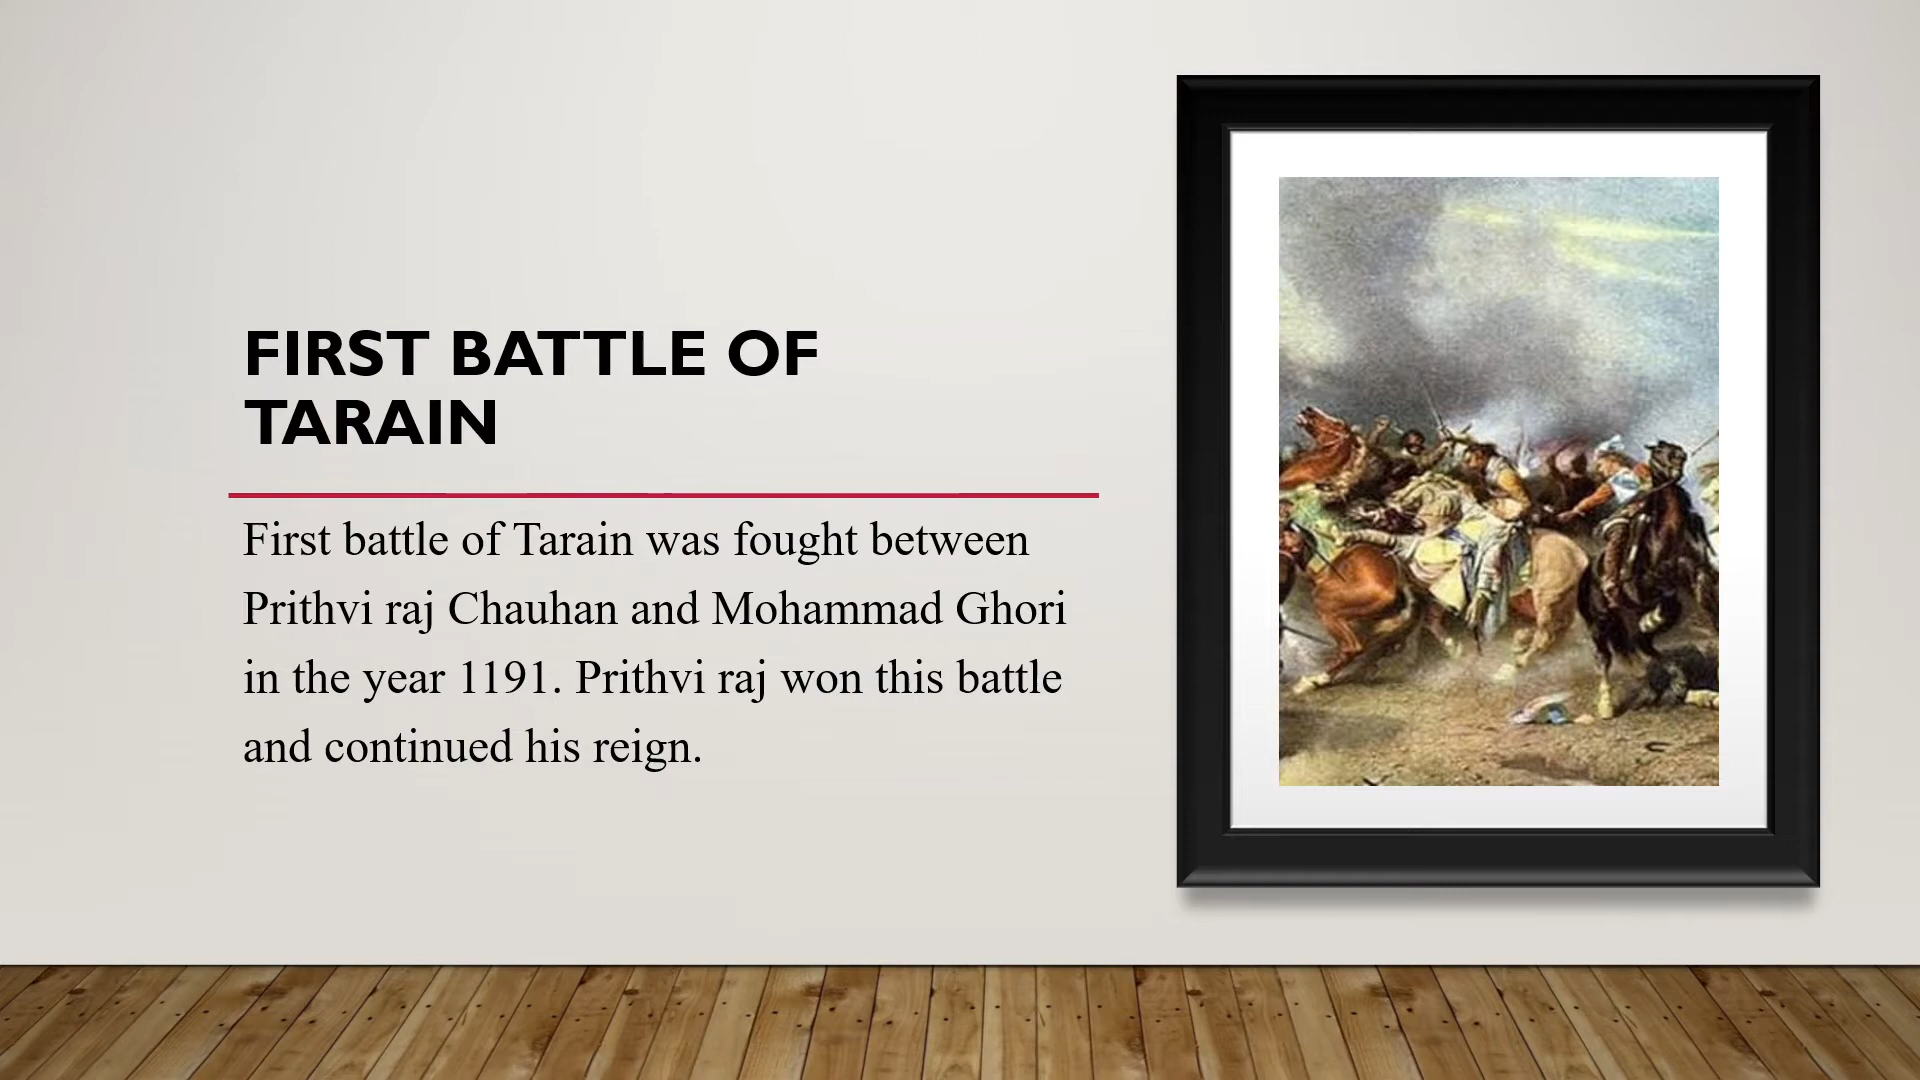 FIRST BATTLE OF
TARAIN
First battle of Tarain was fought between
Prithvi raj Chauhan and Mohammad Ghori
in the year 1191. Prithvi raj won this battle
and continued his reign.